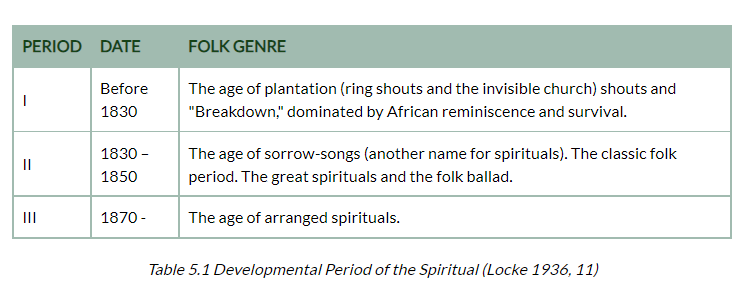 PERIOD DATE FOLK GENRE
I
Before
1830
The age of plantation (ring shouts and the invisible church) shouts and
"Breakdown," dominated by African reminiscence and survival.
II
1830 –
1850
The age of sorrow-songs (another name for spirituals). The classic folk
period. The great spirituals and the folk ballad.
III 1870 - The age of arranged spirituals.
Table 5.1 Developmental Period of the Spiritual (Locke 1936, 11)